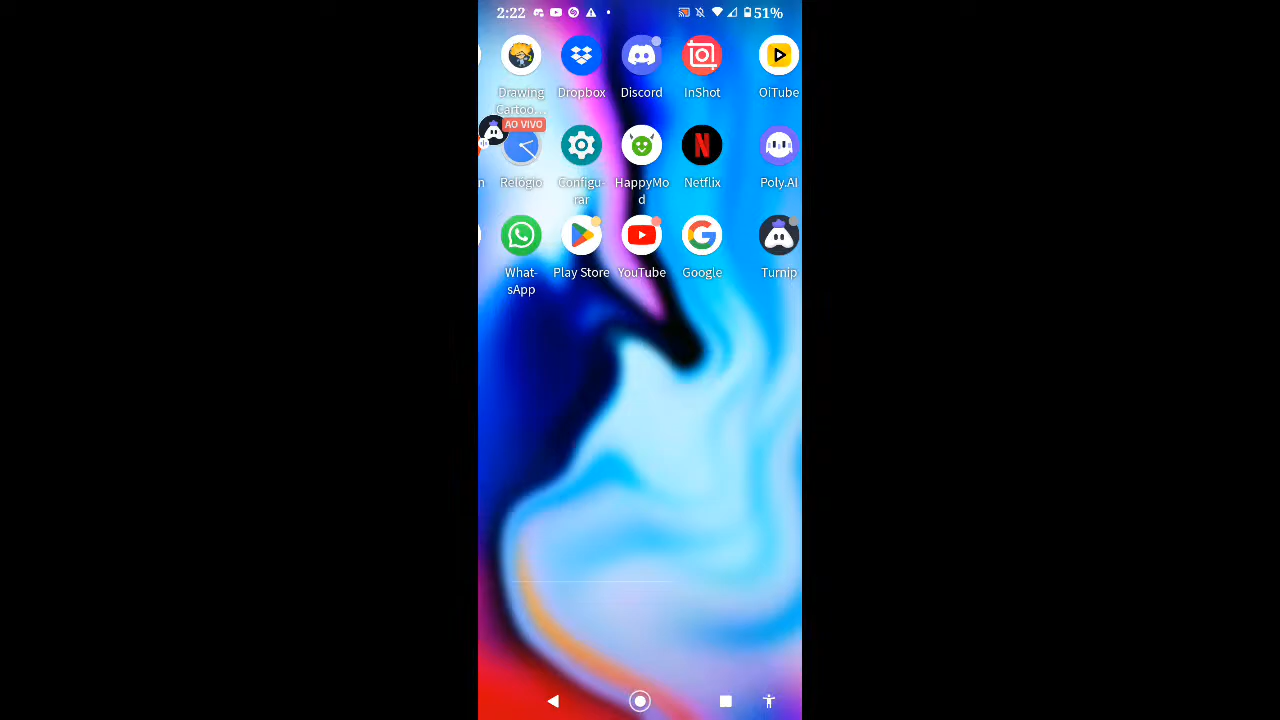 2:22
51%
Drawing
Cartoo...
Dropbox
Discord
InShot
OiTube
AO VIVO
n
Relógio
Configu-
rar
HappyMo
d
Netflix
Poly.AI
What-
sApp
Play Store
YouTube
Google
Turnip